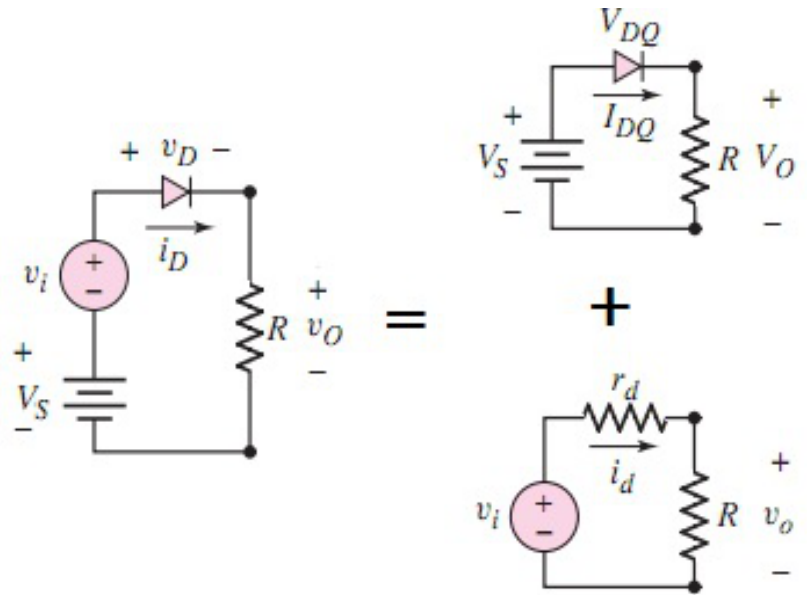 + v_D −
i_D
v_i
+
−
+
V_S
−
+
R v_O
−
=
V_DQ
I_DQ
+
V_S
−
+
R V_O
−
+
r_d
i_d
v_i
+
−
+
R v_o
−